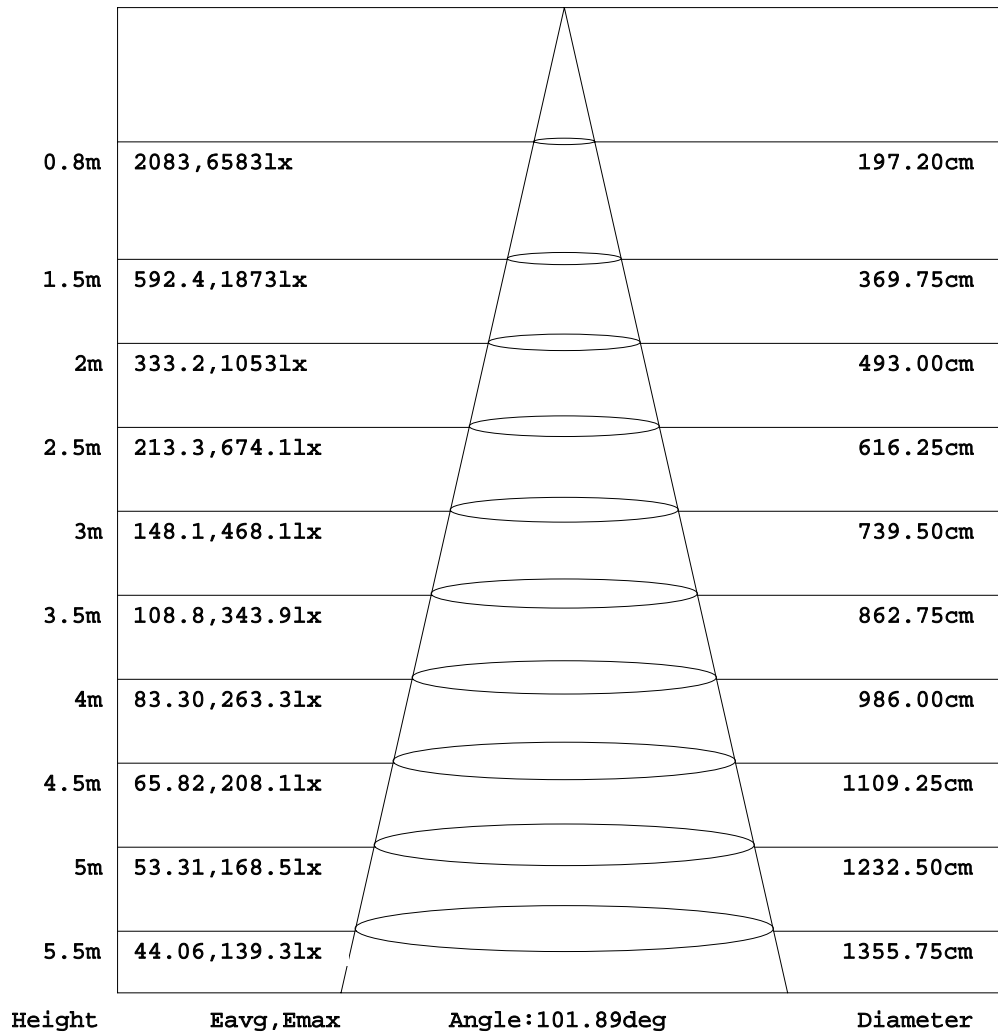 0.8m 2083,6583lx 197.20cm
1.5m 592.4,1873lx 369.75cm
2m 333.2,1053lx 493.00cm
2.5m 213.3,674.1lx 616.25cm
3m 148.1,468.1lx 739.50cm
3.5m 108.8,343.9lx 862.75cm
4m 83.30,263.3lx 986.00cm
4.5m 65.82,208.1lx 1109.25cm
5m 53.31,168.5lx 1232.50cm
5.5m 44.06,139.3lx 1355.75cm
Height Eavg,Emax Angle:101.89deg Diameter